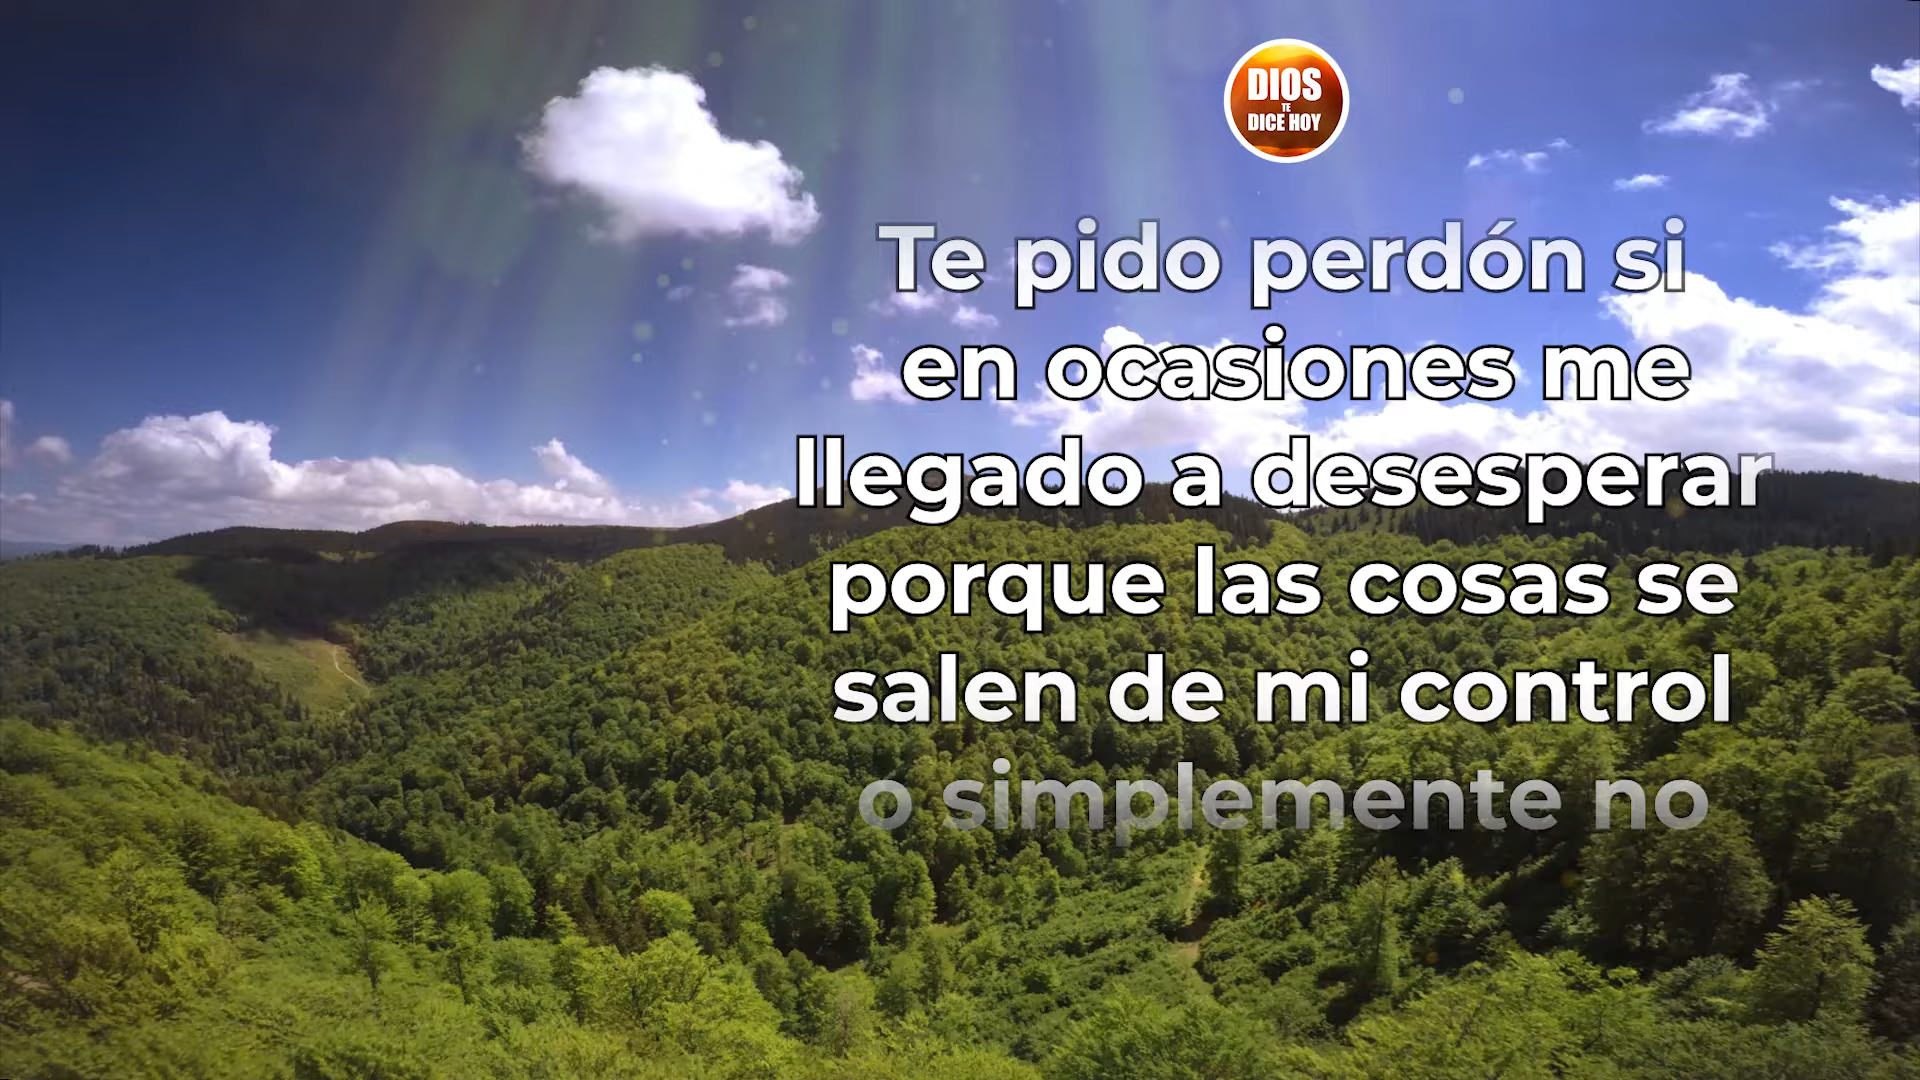 DIOS
TE
DICE HOY
Te pido perdón si
en ocasiones me
llegado a desesperar
porque las cosas se
salen de mi control
o simplemente no